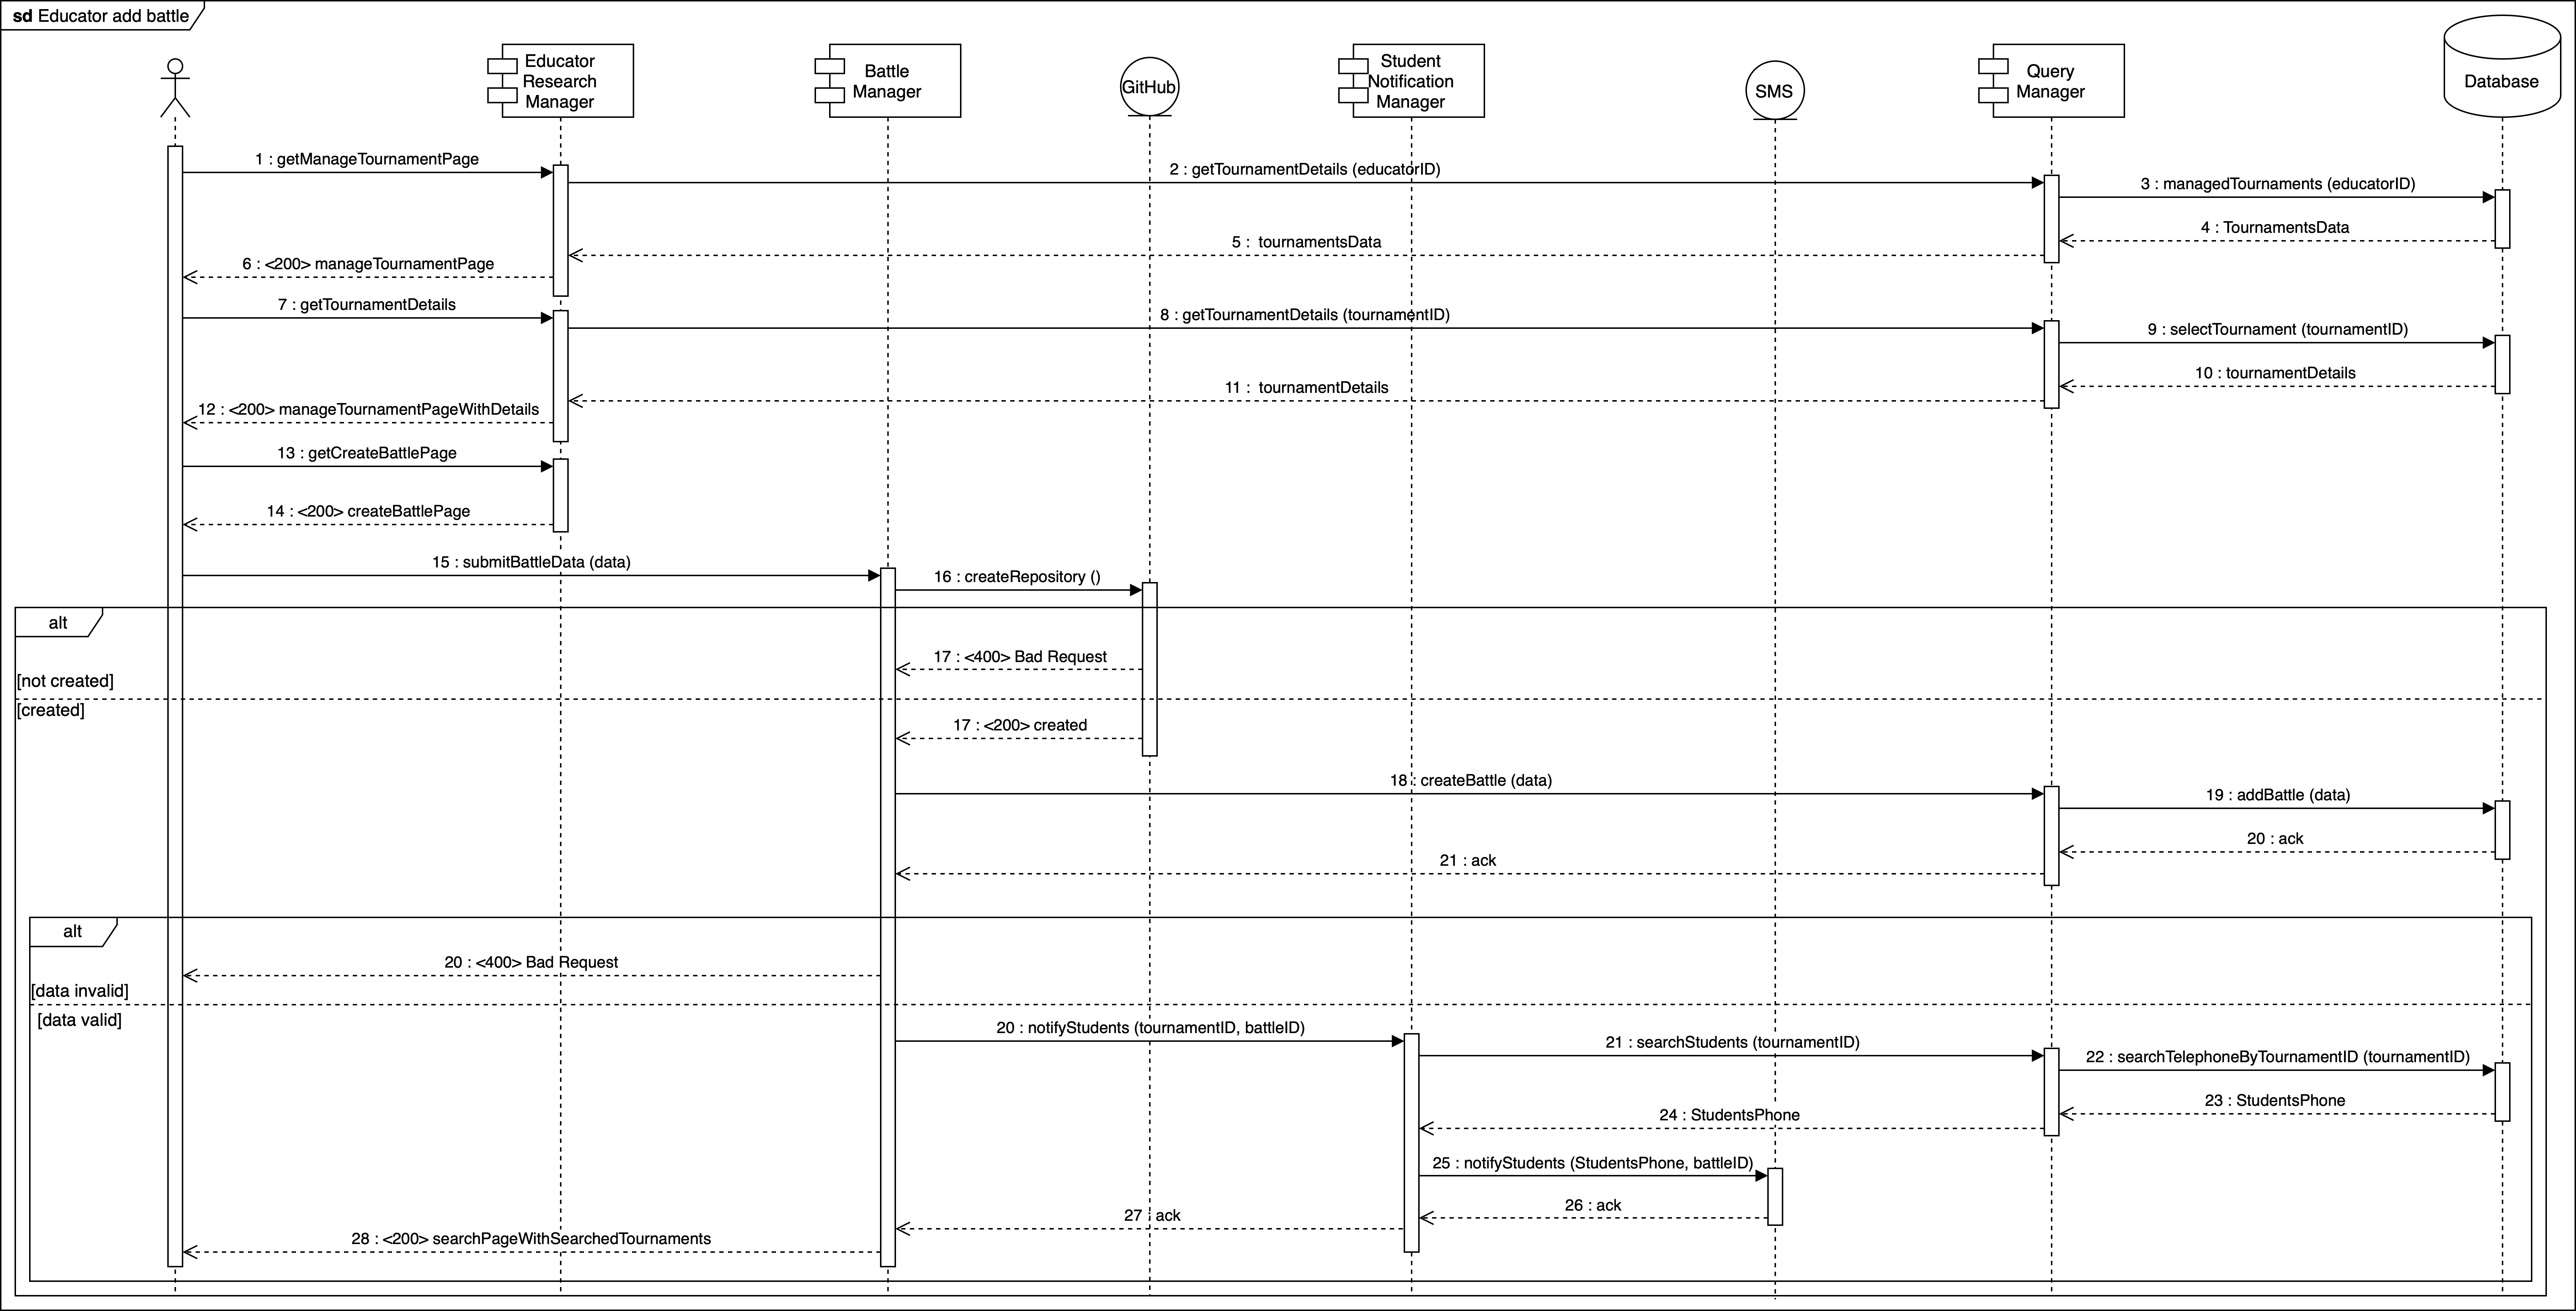 sd Educator add battle
Educator
Research
Manager
Battle
Manager
GitHub
Student
Notification
Manager
SMS
Query
Manager
Database
1 : getManageTournamentPage
2 : getTournamentDetails (educatorID)
3 : managedTournaments (educatorID)
4 : TournamentsData
5 :  tournamentsData
6 : <200> manageTournamentPage
7 : getTournamentDetails
8 : getTournamentDetails (tournamentID)
9 : selectTournament (tournamentID)
10 : tournamentDetails
11 :  tournamentDetails
12 : <200> manageTournamentPageWithDetails
13 : getCreateBattlePage
14 : <200> createBattlePage
15 : submitBattleData (data)
16 : createRepository ()
alt
17 : <400> Bad Request
[not created]
[created]
17 : <200> created
18 : createBattle (data)
19 : addBattle (data)
20 : ack
21 : ack
alt
20 : <400> Bad Request
[data invalid]
[data valid]
20 : notifyStudents (tournamentID, battleID)
21 : searchStudents (tournamentID)
22 : searchTelephoneByTournamentID (tournamentID)
23 : StudentsPhone
24 : StudentsPhone
25 : notifyStudents (StudentsPhone, battleID)
26 : ack
27 : ack
28 : <200> searchPageWithSearchedTournaments